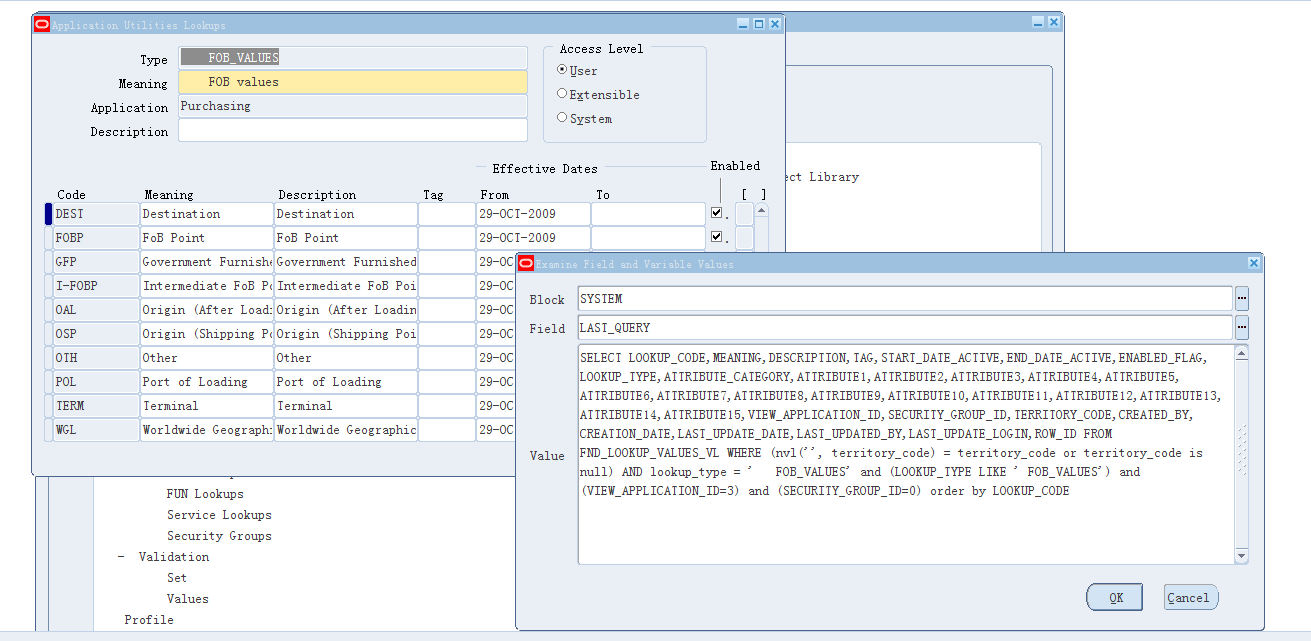 Application Utilities Lookups
Type FOB_VALUES
Meaning FOB values
Application Purchasing
Description
Access Level
User
Extensible
System
Effective Dates Enabled
Code Meaning Description Tag From To [ ]
DEST Destination Destination 29-OCT-2009
FOBP FoB Point FoB Point 29-OCT-2009
GFP Government Furnishe Government Furnished 29-OC
I-FOBP Intermediate FoB Po Intermediate FoB Poi 29-OC
OAL Origin (After Loadi Origin (After Loadin 29-OC
OSP Origin (Shipping Po Origin (Shipping Poi 29-OC
OTH Other Other 29-OC
POL Port of Loading Port of Loading 29-OC
TERM Terminal Terminal 29-OC
WGL Worldwide Geographi Worldwide Geographic 29-OC
ect Library
FUN Lookups
Service Lookups
Security Groups
- Validation
Set
Values
Profile
Examine Field and Variable Values
Block SYSTEM
Field LAST_QUERY
Value
SELECT LOOKUP_CODE,MEANING,DESCRIPTION,TAG,START_DATE_ACTIVE,END_DATE_ACTIVE,ENABLED_FLAG,
LOOKUP_TYPE,ATTRIBUTE_CATEGORY,ATTRIBUTE1,ATTRIBUTE2,ATTRIBUTE3,ATTRIBUTE4,ATTRIBUTE5,
ATTRIBUTE6,ATTRIBUTE7,ATTRIBUTE8,ATTRIBUTE9,ATTRIBUTE10,ATTRIBUTE11,ATTRIBUTE12,ATTRIBUTE13,
ATTRIBUTE14,ATTRIBUTE15,VIEW_APPLICATION_ID,SECURITY_GROUP_ID,TERRITORY_CODE,CREATED_BY,
CREATION_DATE,LAST_UPDATE_DATE,LAST_UPDATED_BY,LAST_UPDATE_LOGIN,ROW_ID FROM
FND_LOOKUP_VALUES_VL WHERE (nvl('', territory_code) = territory_code or territory_code is
null) AND lookup_type = '   FOB_VALUES' and (LOOKUP_TYPE LIKE ' FOB_VALUES') and
(VIEW_APPLICATION_ID=3) and (SECURITY_GROUP_ID=0) order by LOOKUP_CODE
OK Cancel